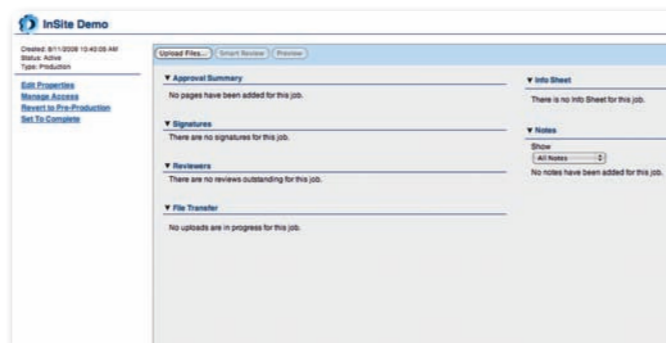 InSite Demo
Created: 8/11/2008 10:40:05 AM
Status: Active
Type: Production
Edit Properties
Manage Access
Revert to Pre-Production
Set To Complete
Upload Files... Smart Review Preview
▼ Approval Summary
No pages have been added for this job.
▼ Signatures
There are no signatures for this job.
▼ Reviewers
There are no reviews outstanding for this job.
▼ File Transfer
No uploads are in progress for this job.
▼ Info Sheet
There is no Info Sheet for this job.
▼ Notes
Show
All Notes
No notes have been added for this job.